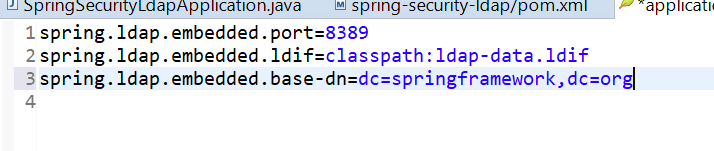 SpringSecurityLdapApplication.java
spring-security-ldap/pom.xml
*applicatio
1 spring.ldap.embedded.port=8389
2 spring.ldap.embedded.ldif=classpath:ldap-data.ldif
3 spring.ldap.embedded.base-dn=dc=springframework,dc=org
4